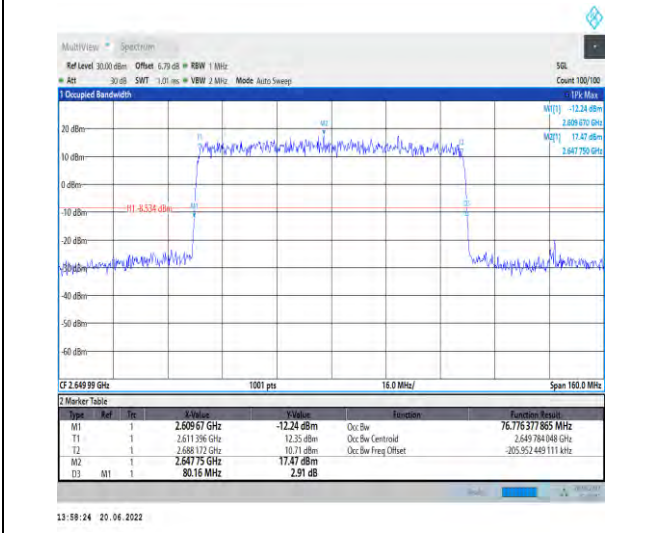 MultiView Spectrum
Ref Level 30.00 dBm Offset 6.79 dB RBW 1 MHz SGL
Att 30 dB SWT 1.01 ms VBW 2 MHz Mode Auto Sweep Count 100/100
1 Occupied Bandwidth 1Pk Max
M1[1] -12.24 dBm
2.609 670 GHz
M2[1] 17.47 dBm
2.647 750 GHz
M2
20 dBm
T1
10 dBm
0 dBm
H1 -8.534 dBm
M1
-10 dBm
-20 dBm
-30 dBm
-40 dBm
-50 dBm
-60 dBm
CF 2.649 99 GHz 1001 pts 16.0 MHz/ Span 160.0 MHz
2 Marker Table
Type Ref Trc X-Value Y-Value Function Function Result
M1 1 2.609 67 GHz -12.24 dBm Occ Bw 76.776 377 865 MHz
T1 1 2.611 396 GHz 12.35 dBm Occ Bw Centroid 2.649 784 048 GHz
T2 1 2.688 172 GHz 10.71 dBm Occ Bw Freq Offset -205.952 449 111 kHz
M2 1 2.647 75 GHz 17.47 dBm
D3 M1 1 80.16 MHz 2.91 dB
13:58:24 20.06.2022